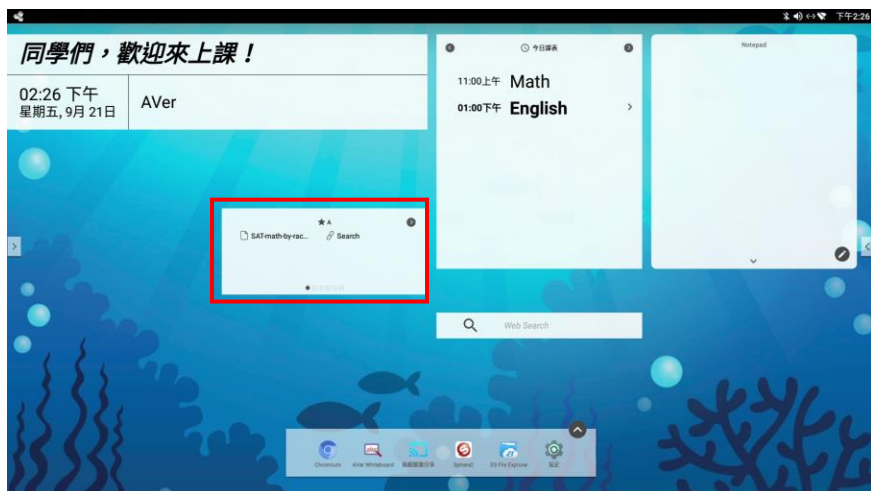 下午2:26
同學們，歡迎來上課！
02:26 下午
星期五, 9月 21日
AVer
今日課表
11:00上午 Math
01:00下午 English
Notepad
★ A
SAT-math-by-rac...
Search
Web Search
Chromium
AVer Whiteboard
Sphere2
ES File Explorer
設定